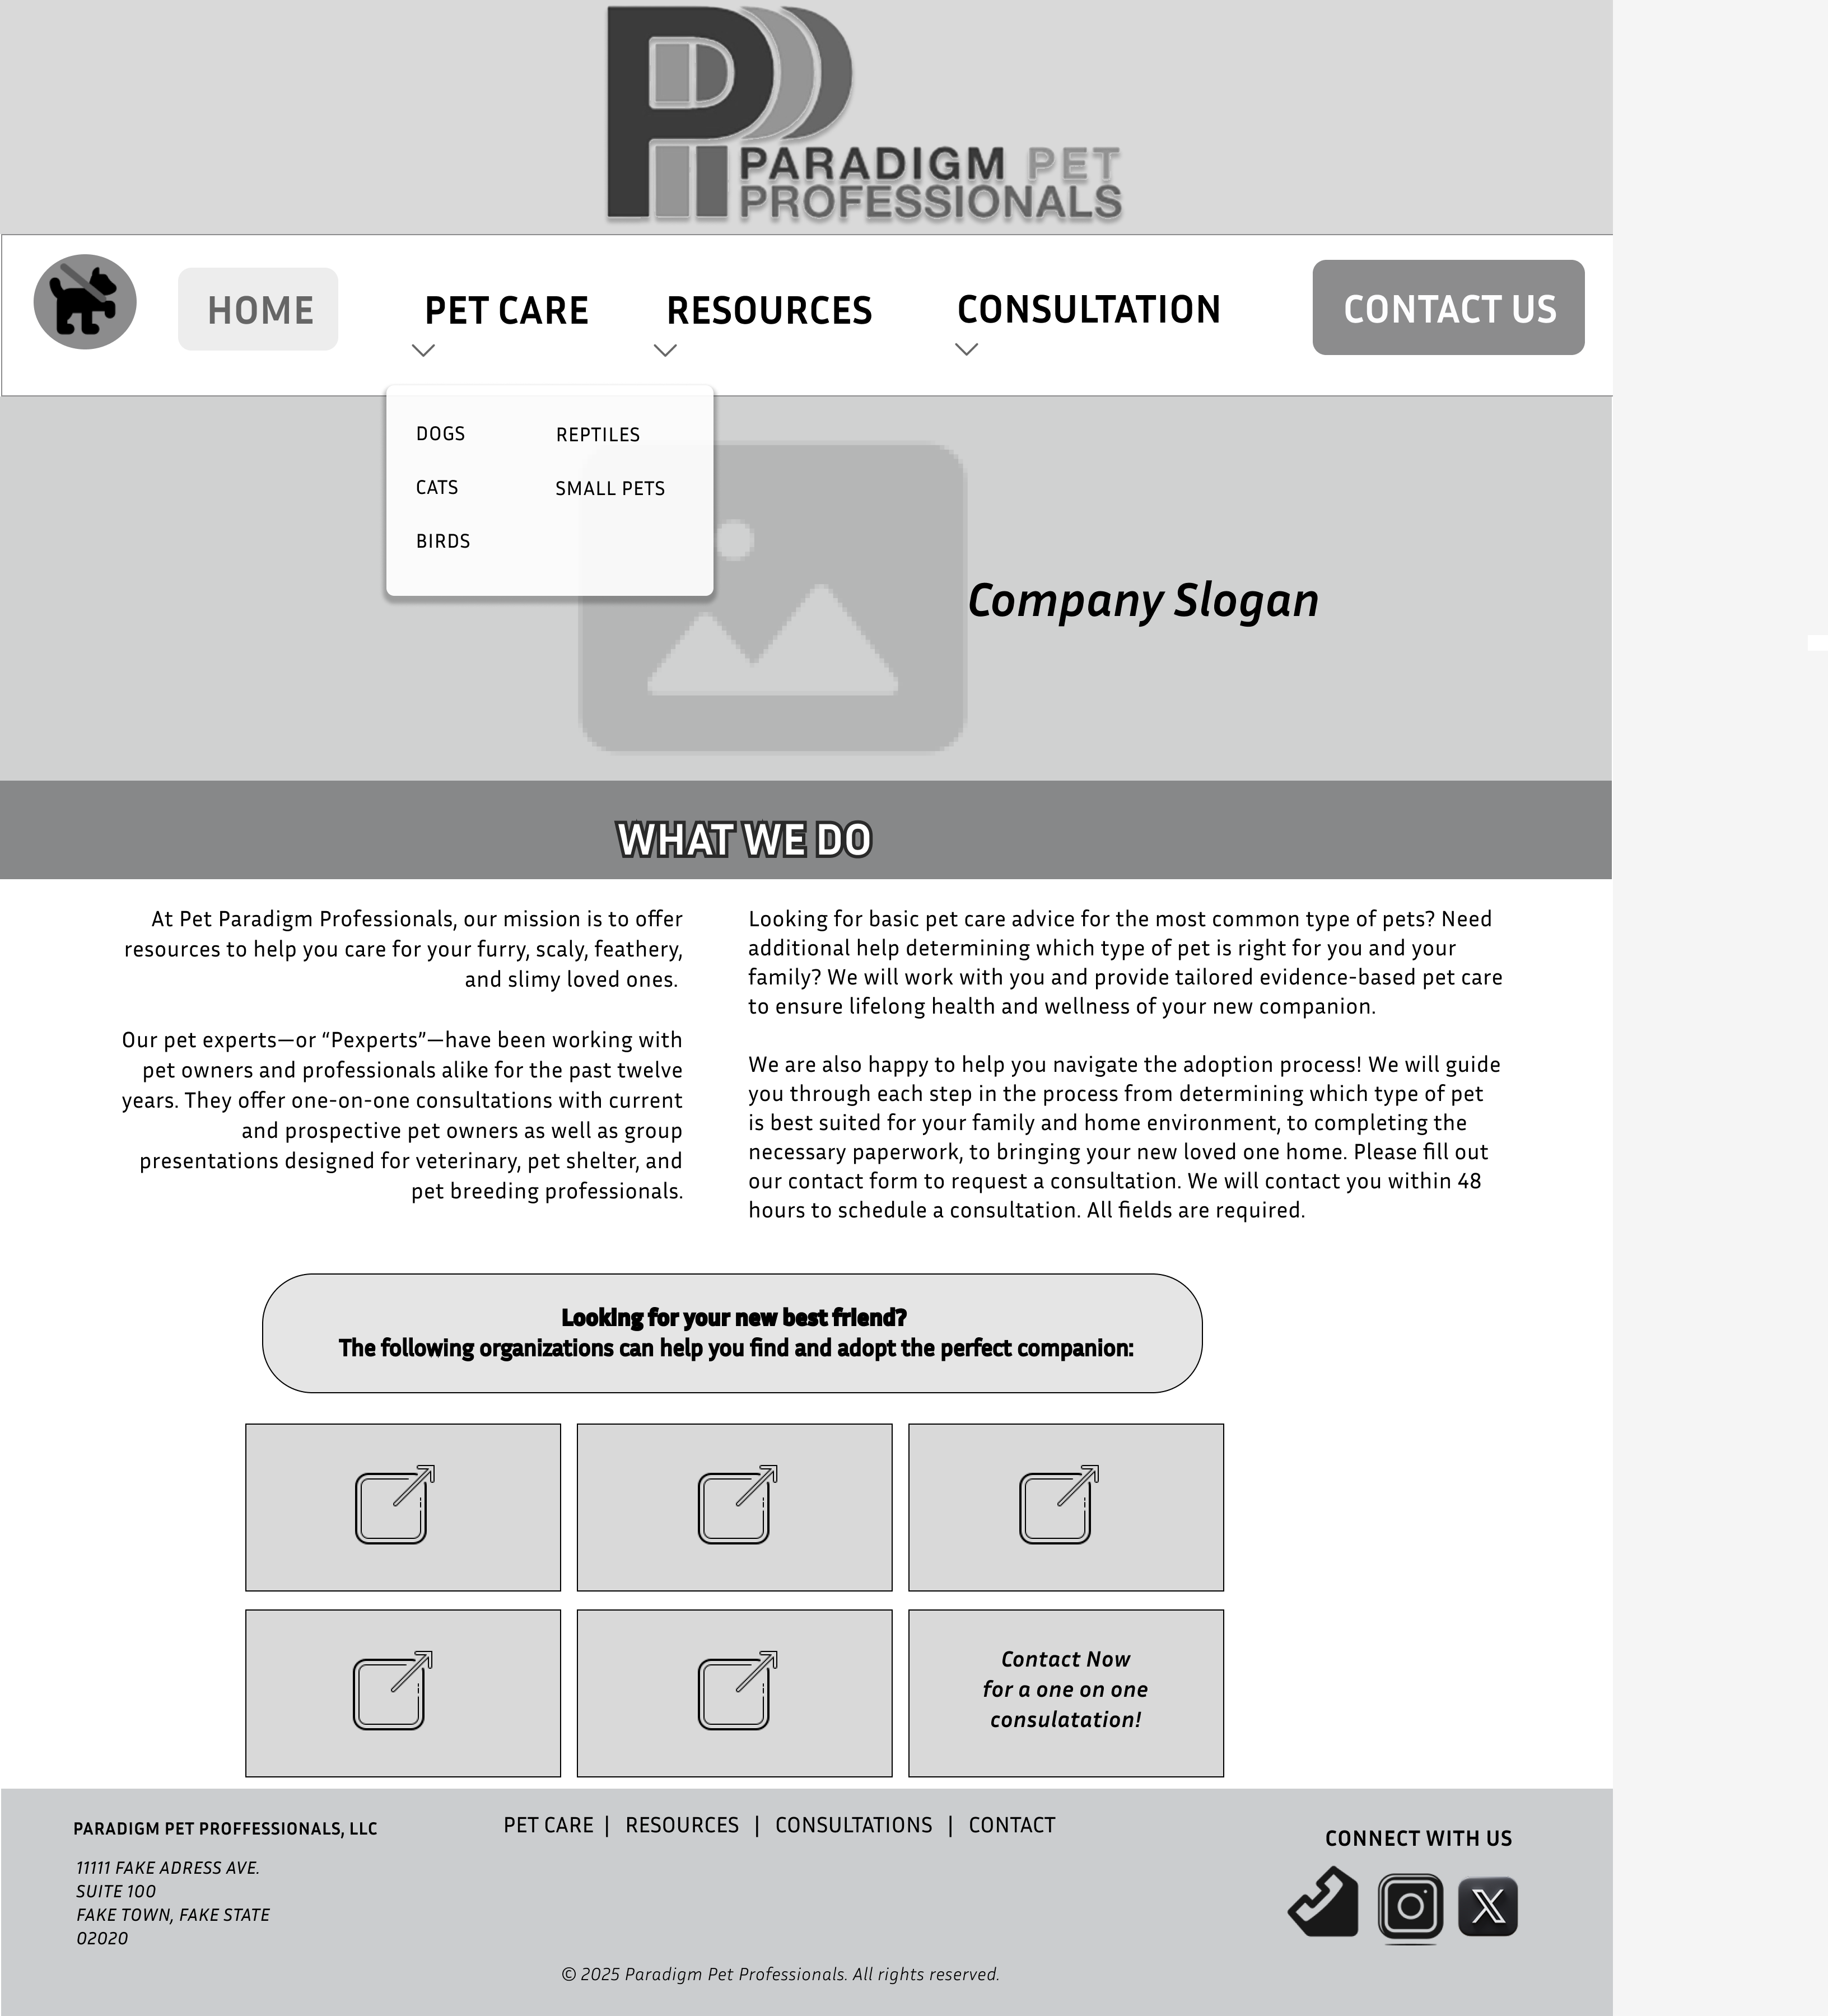 PARADIGM PET
PROFESSIONALS
HOME
PET CARE
RESOURCES
CONSULTATION
CONTACT US
DOGS
REPTILES
CATS
SMALL PETS
BIRDS
Company Slogan
WHAT WE DO
At Pet Paradigm Professionals, our mission is to offer
resources to help you care for your furry, scaly, feathery,
and slimy loved ones.
Our pet experts—or “Pexperts”—have been working with
pet owners and professionals alike for the past twelve
years. They offer one-on-one consultations with current
and prospective pet owners as well as group
presentations designed for veterinary, pet shelter, and
pet breeding professionals.
Looking for basic pet care advice for the most common type of pets? Need
additional help determining which type of pet is right for you and your
family? We will work with you and provide tailored evidence-based pet care
to ensure lifelong health and wellness of your new companion.
We are also happy to help you navigate the adoption process! We will guide
you through each step in the process from determining which type of pet
is best suited for your family and home environment, to completing the
necessary paperwork, to bringing your new loved one home. Please fill out
our contact form to request a consultation. We will contact you within 48
hours to schedule a consultation. All fields are required.
Looking for your new best friend?
The following organizations can help you find and adopt the perfect companion:
Contact Now
for a one on one
consulatation!
PARADIGM PET PROFFESSIONALS, LLC
11111 FAKE ADRESS AVE.
SUITE 100
FAKE TOWN, FAKE STATE
02020
PET CARE | RESOURCES | CONSULTATIONS | CONTACT
CONNECT WITH US
© 2025 Paradigm Pet Professionals. All rights reserved.